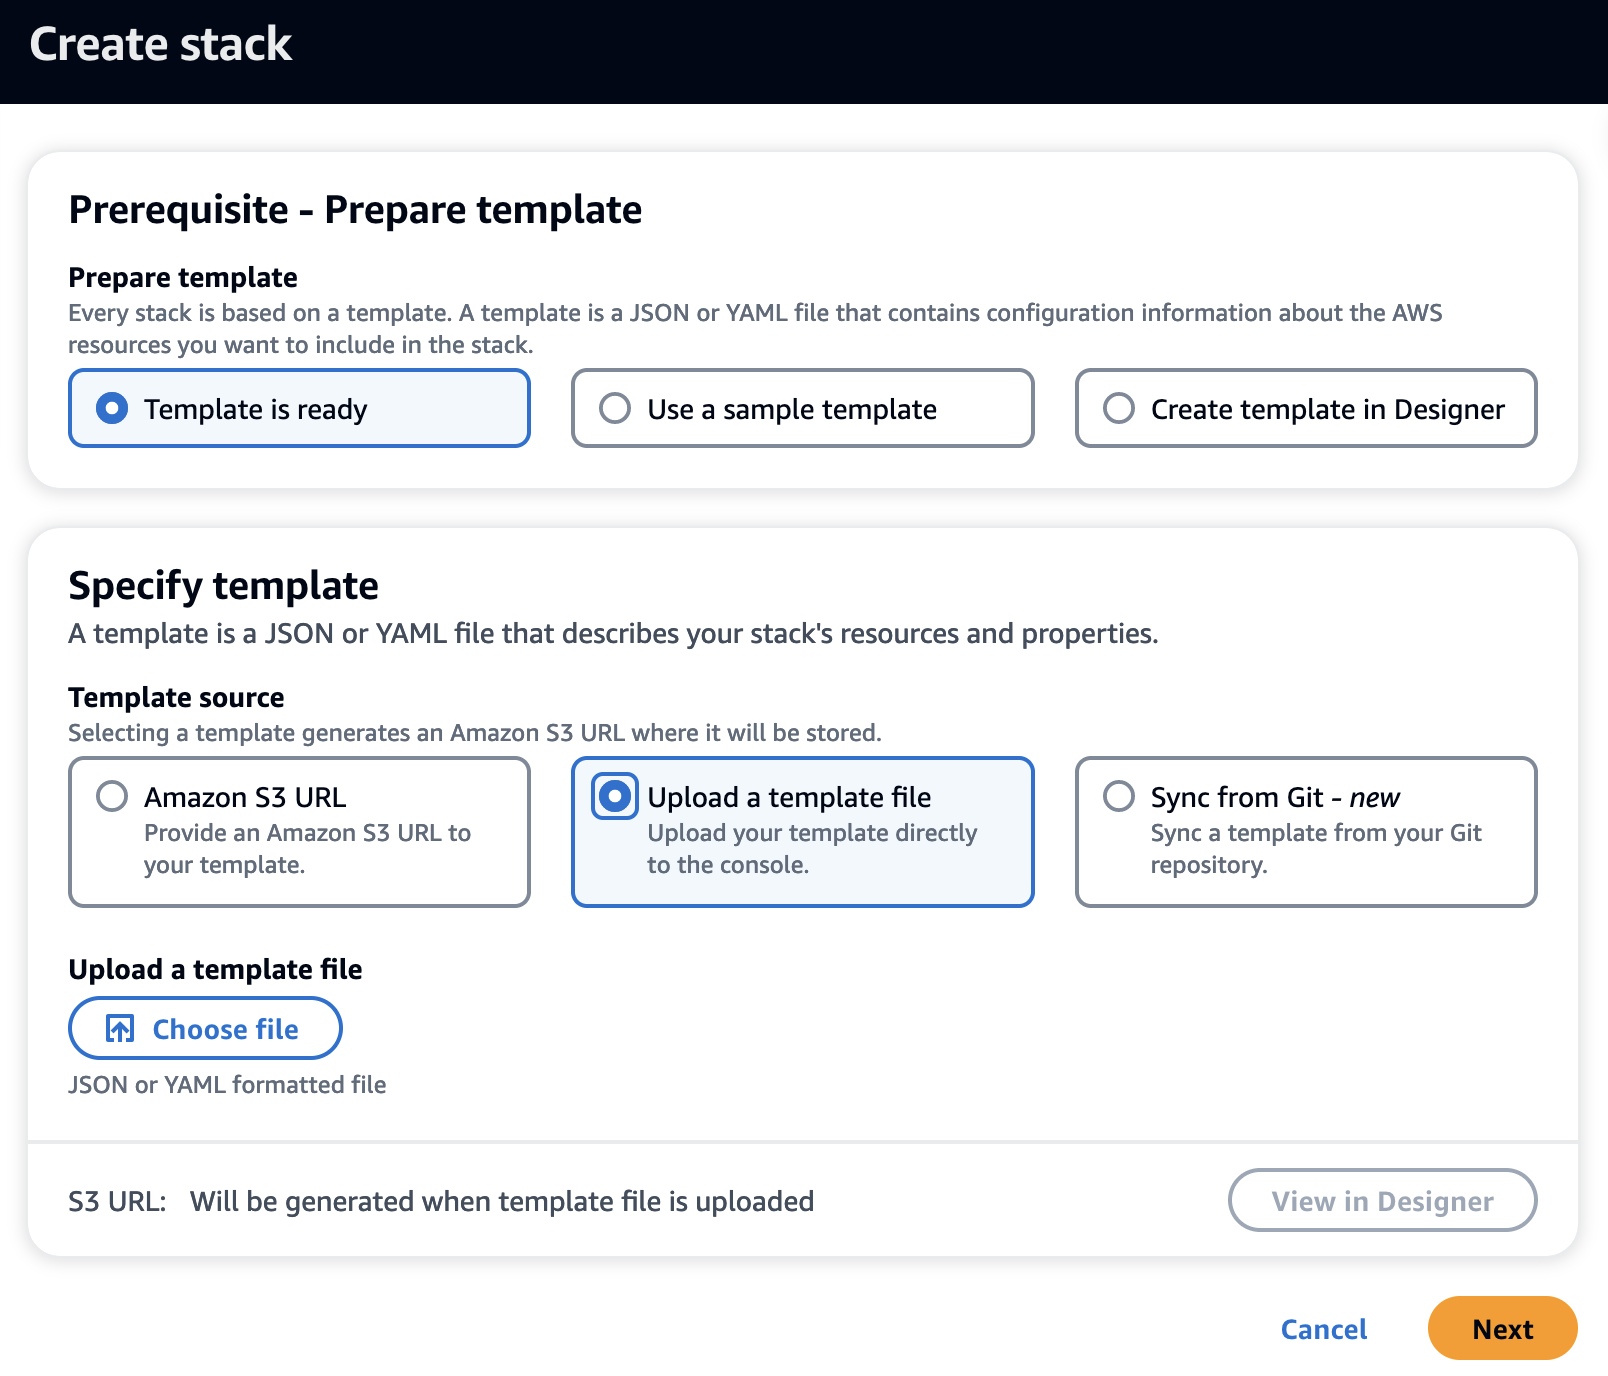 Create stack
Prerequisite - Prepare template
Prepare template
Every stack is based on a template. A template is a JSON or YAML file that contains configuration information about the AWS
resources you want to include in the stack.
Template is ready
Use a sample template
Create template in Designer
Specify template
A template is a JSON or YAML file that describes your stack's resources and properties.
Template source
Selecting a template generates an Amazon S3 URL where it will be stored.
Amazon S3 URL
Provide an Amazon S3 URL to
your template.
Upload a template file
Upload your template directly
to the console.
Sync from Git - new
Sync a template from your Git
repository.
Upload a template file
Choose file
JSON or YAML formatted file
S3 URL: Will be generated when template file is uploaded
View in Designer
Cancel
Next